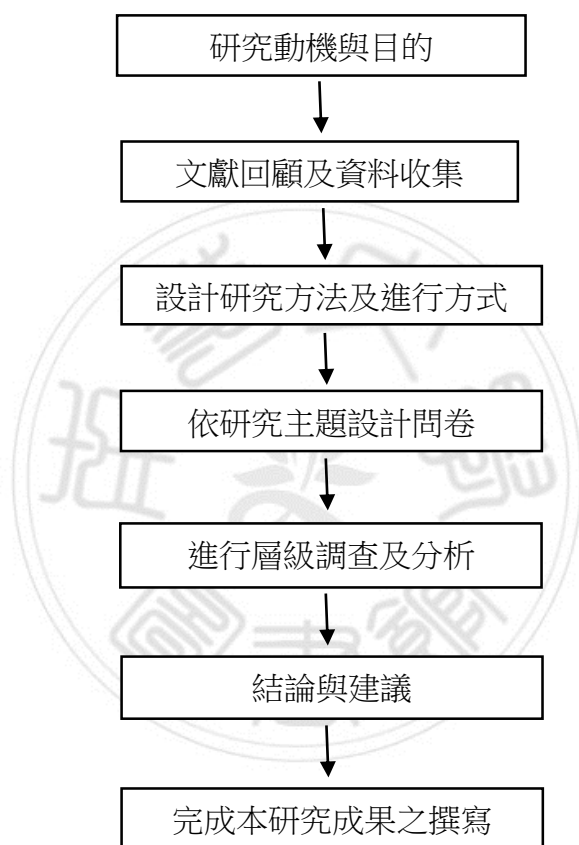 研究動機與目的
文獻回顧及資料收集
設計研究方法及進行方式
依研究主題設計問卷
進行層級調查及分析
結論與建議
完成本研究成果之撰寫